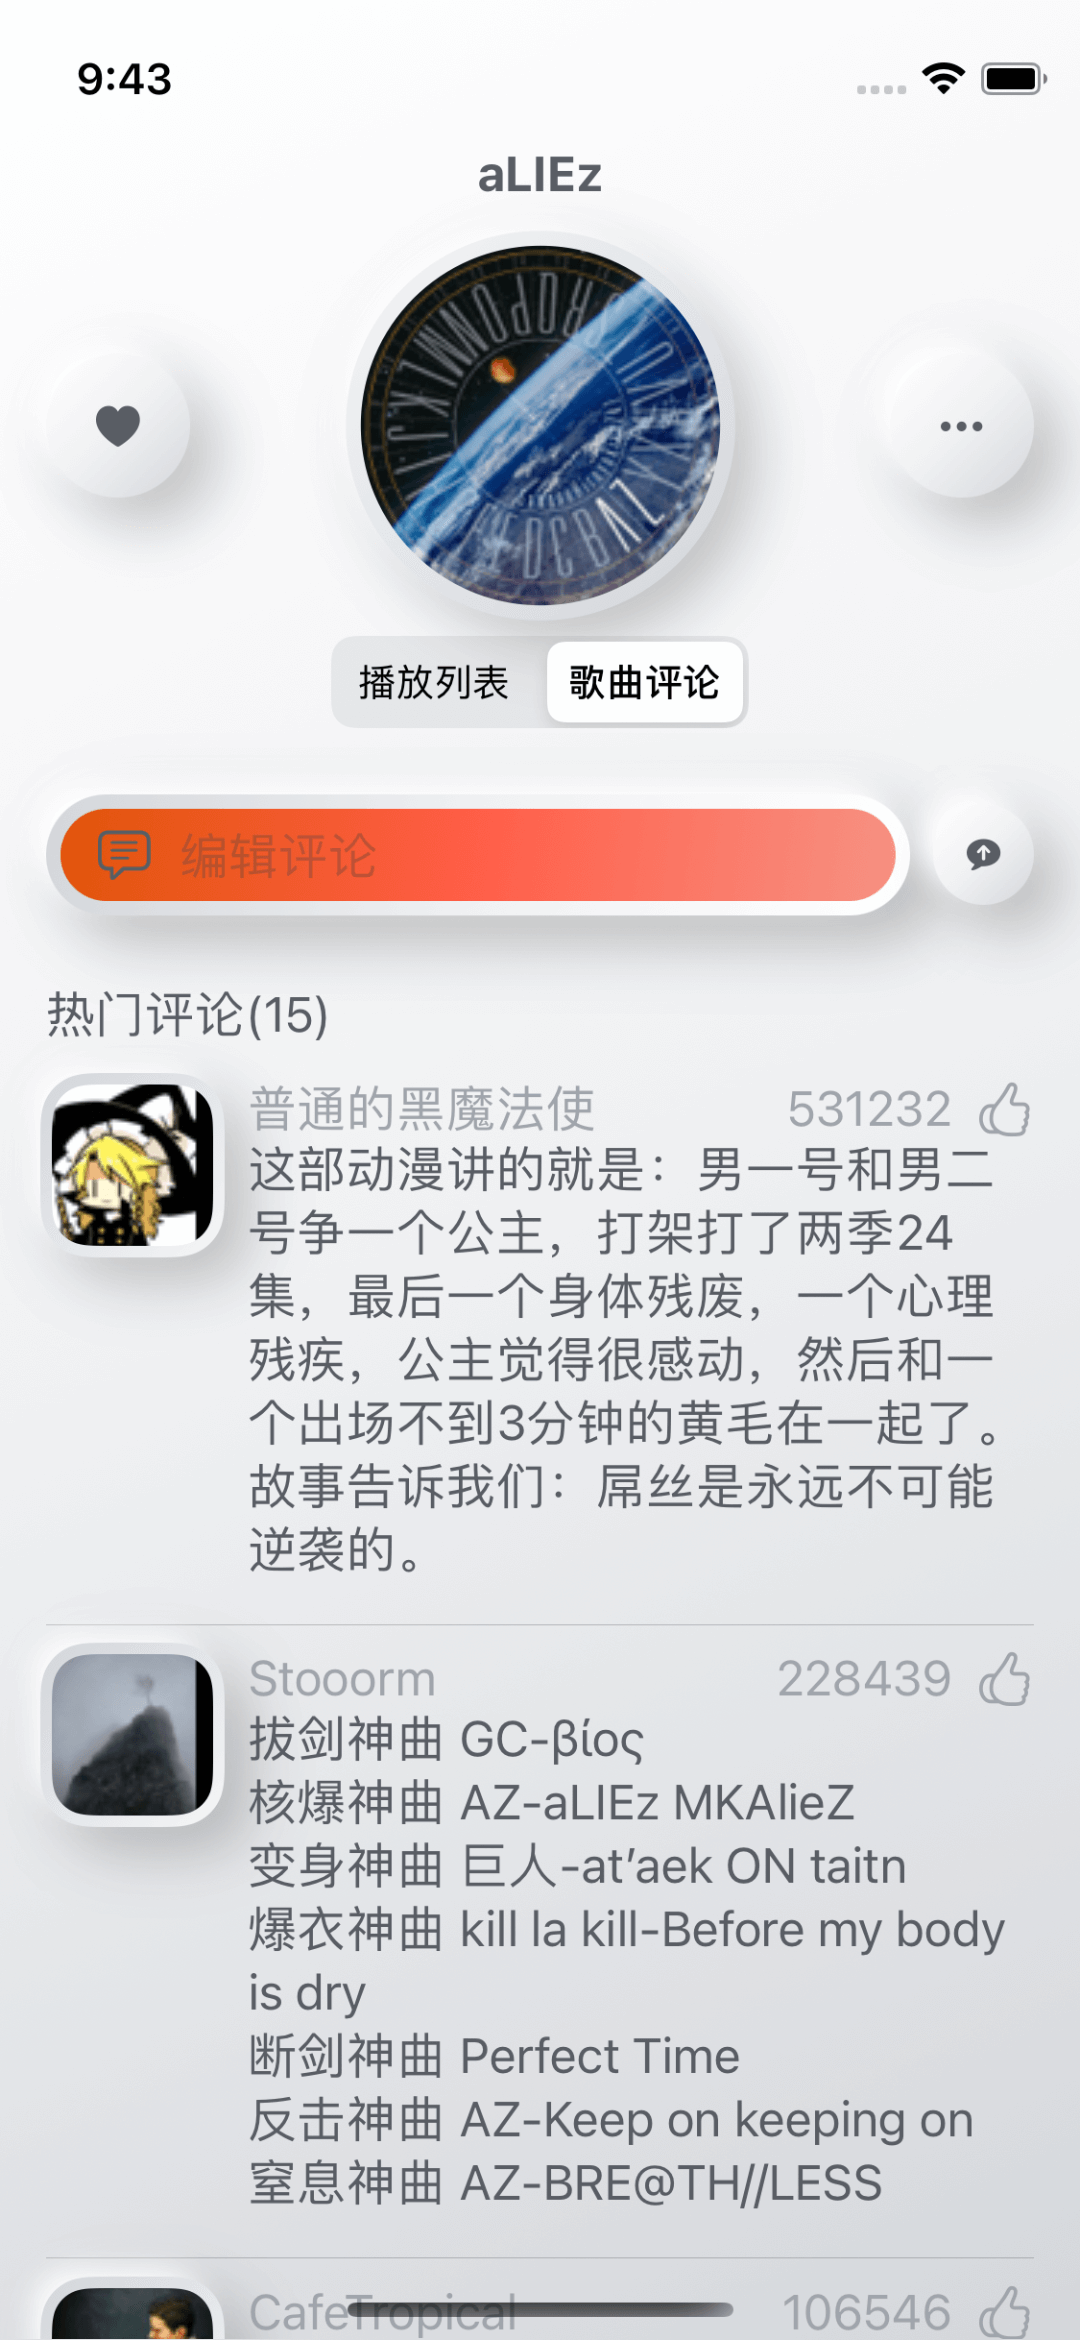 9:43
aLIEz
播放列表
歌曲评论
编辑评论
热门评论(15)
普通的黑魔法使 531232
这部动漫讲的就是：男一号和男二
号争一个公主，打架打了两季24
集，最后一个身体残废，一个心理
残疾，公主觉得很感动，然后和一
个出场不到3分钟的黄毛在一起了。
故事告诉我们：屌丝是永远不可能
逆袭的。
Stooorm 228439
拔剑神曲 GC-βίος
核爆神曲 AZ-aLIEz MKAlieZ
变身神曲 巨人-at’aek ON taitn
爆衣神曲 kill la kill-Before my body
is dry
断剑神曲 Perfect Time
反击神曲 AZ-Keep on keeping on
窒息神曲 AZ-BRE@TH//LESS
CafeTropical 106546